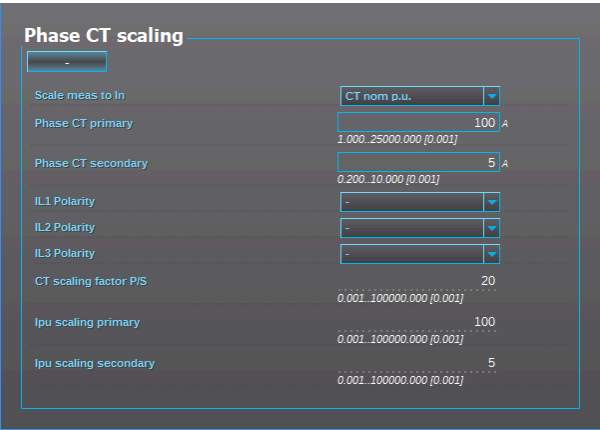 Phase CT scaling
-
Scale meas to In CT nom p.u.
Phase CT primary 100 A
1.000..25000.000 [0.001]
Phase CT secondary 5 A
0.200..10.000 [0.001]
IL1 Polarity -
IL2 Polarity -
IL3 Polarity -
CT scaling factor P/S 20
0.001..100000.000 [0.001]
Ipu scaling primary 100
0.001..100000.000 [0.001]
Ipu scaling secondary 5
0.001..100000.000 [0.001]